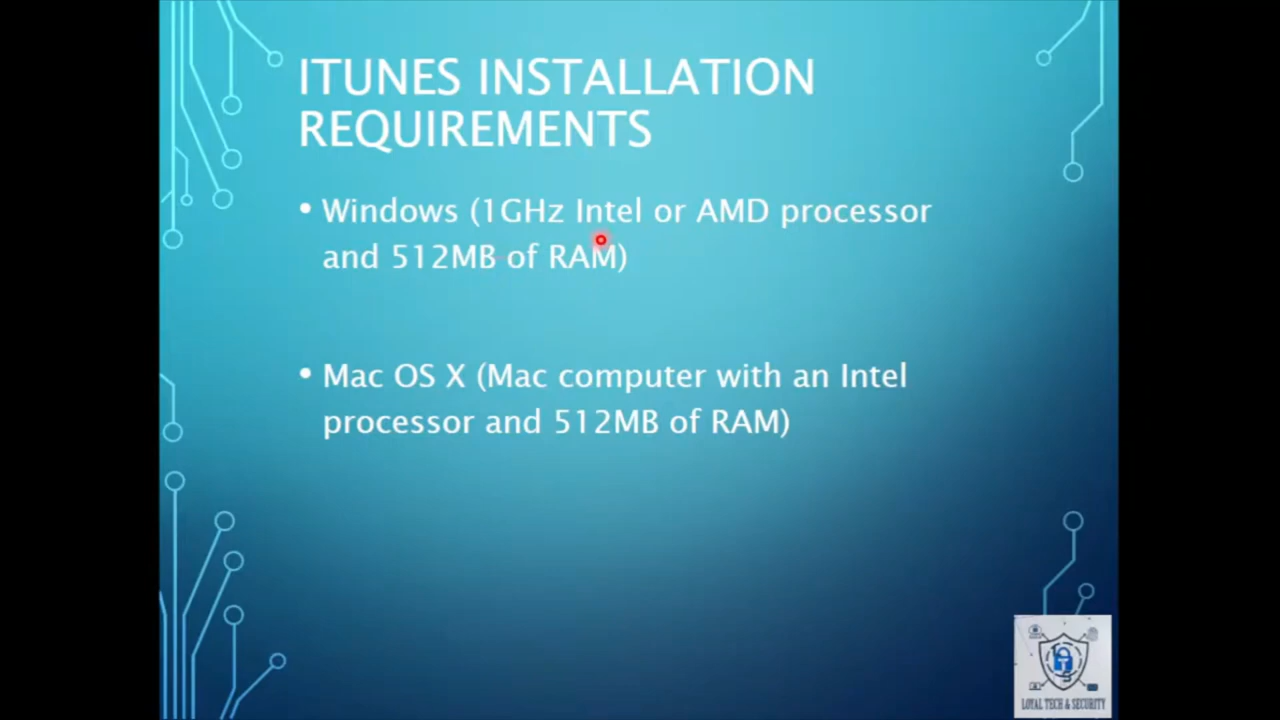 ITUNES INSTALLATION
REQUIREMENTS
• Windows (1GHz Intel or AMD processor
and 512MB of RAM)
• Mac OS X (Mac computer with an Intel
processor and 512MB of RAM)
LOYAL TECH & SECURITY